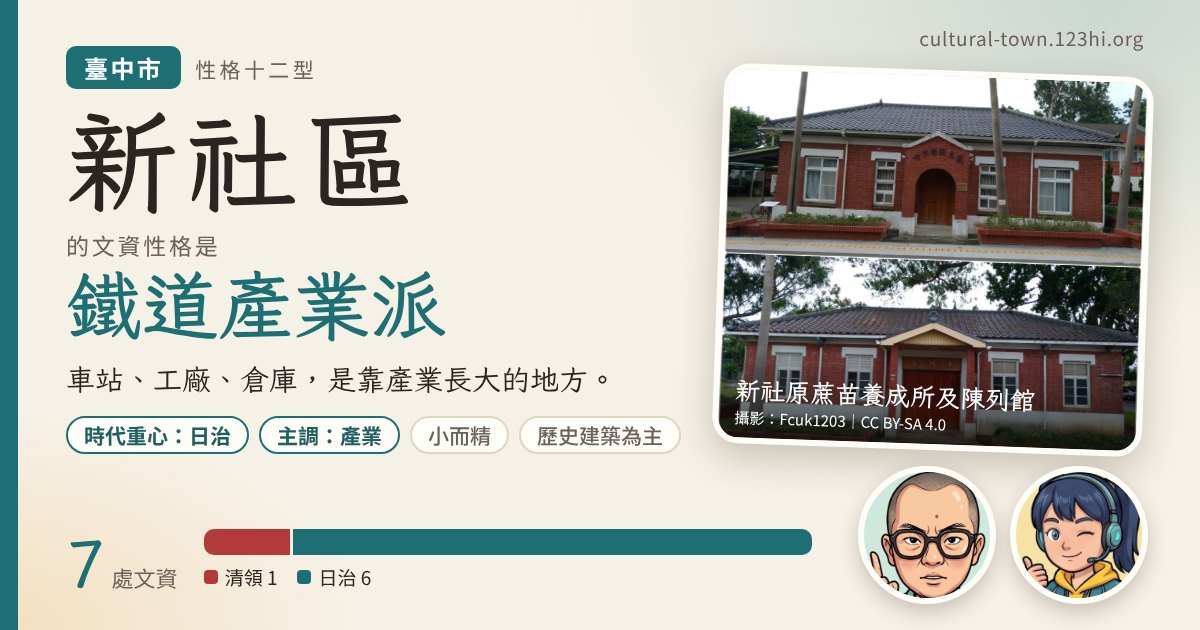 臺中市 性格十二型
cultural-town.123hi.org
新社區
的文資性格是
鐵道產業派
車站、工廠、倉庫，是靠產業長大的地方。
時代重心：日治 主調：產業 小而精 歷史建築為主
新社原蔗苗養成所及陳列館
攝影：Fcuk1203｜CC BY-SA 4.0
7 處文資
清領 1 日治 6